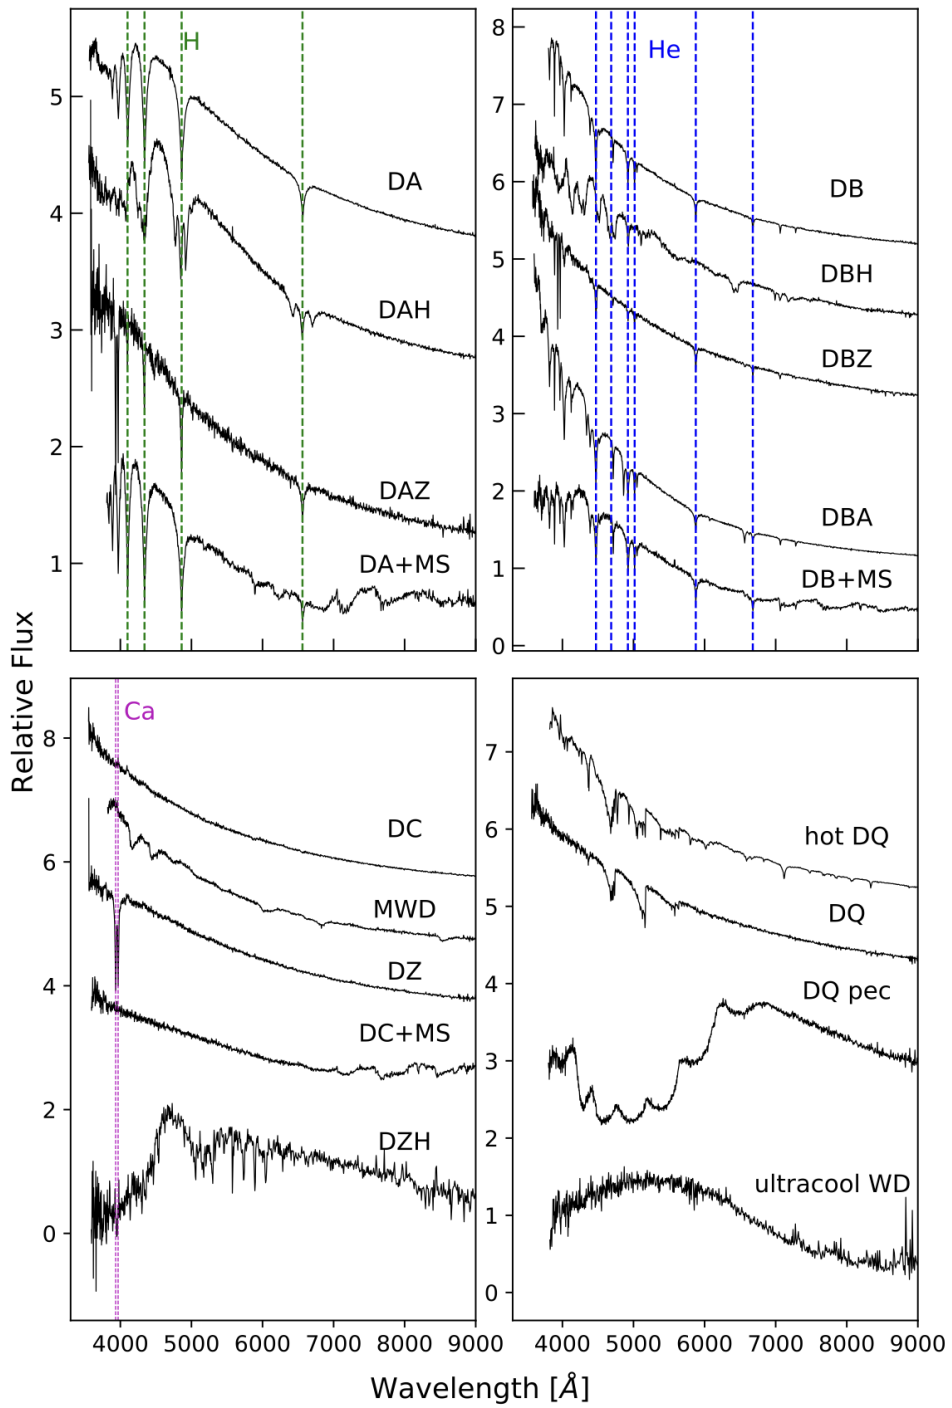 H
DA
DAH
DAZ
DA+MS
5
4
3
2
1
He
DB
DBH
DBZ
DBA
DB+MS
8
7
6
5
4
3
2
1
0
Relative Flux
Ca
DC
MWD
DZ
DC+MS
DZH
8
6
4
2
0
4000 5000 6000 7000 8000 9000
hot DQ
DQ
DQ pec
ultracool WD
7
6
5
4
3
2
1
0
4000 5000 6000 7000 8000 9000
Wavelength [Å]